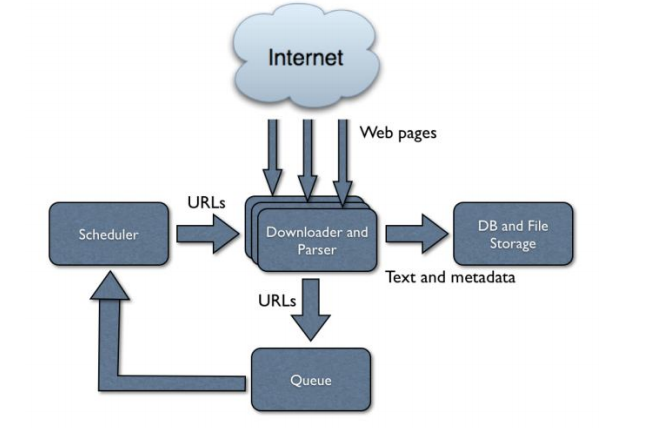 Internet
Web pages
URLs
Scheduler
Downloader and
Parser
DB and File
Storage
Text and metadata
URLs
Queue